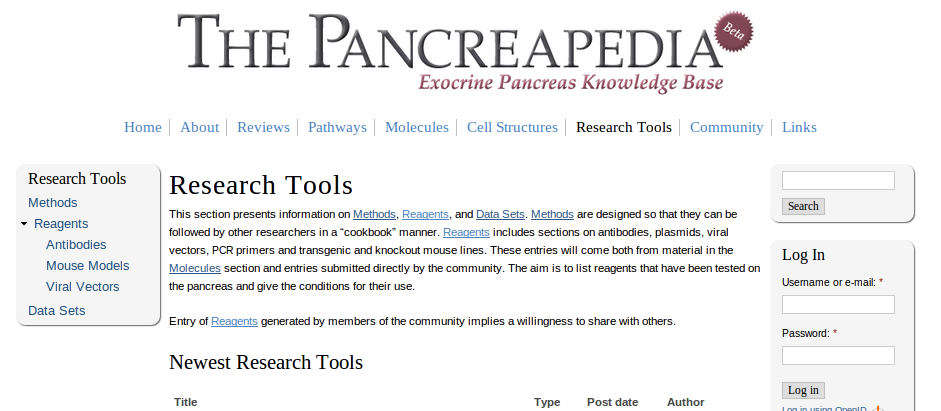 THE PANCREAPEDIA
Beta
Exocrine Pancreas Knowledge Base
Home About Reviews Pathways Molecules Cell Structures Research Tools Community Links
Research Tools
Methods
Reagents
Antibodies
Mouse Models
Viral Vectors
Data Sets
Research Tools
This section presents information on Methods, Reagents, and Data Sets. Methods are designed so that they can be
followed by other researchers in a “cookbook” manner. Reagents includes sections on antibodies, plasmids, viral
vectors, PCR primers and transgenic and knockout mouse lines. These entries will come both from material in the
Molecules section and entries submitted directly by the community. The aim is to list reagents that have been tested on
the pancreas and give the conditions for their use.
Entry of Reagents generated by members of the community implies a willingness to share with others.
Newest Research Tools
Title Type Post date Author
Search
Log In
Username or e-mail: *
Password: *
Log in
Log in using OpenID